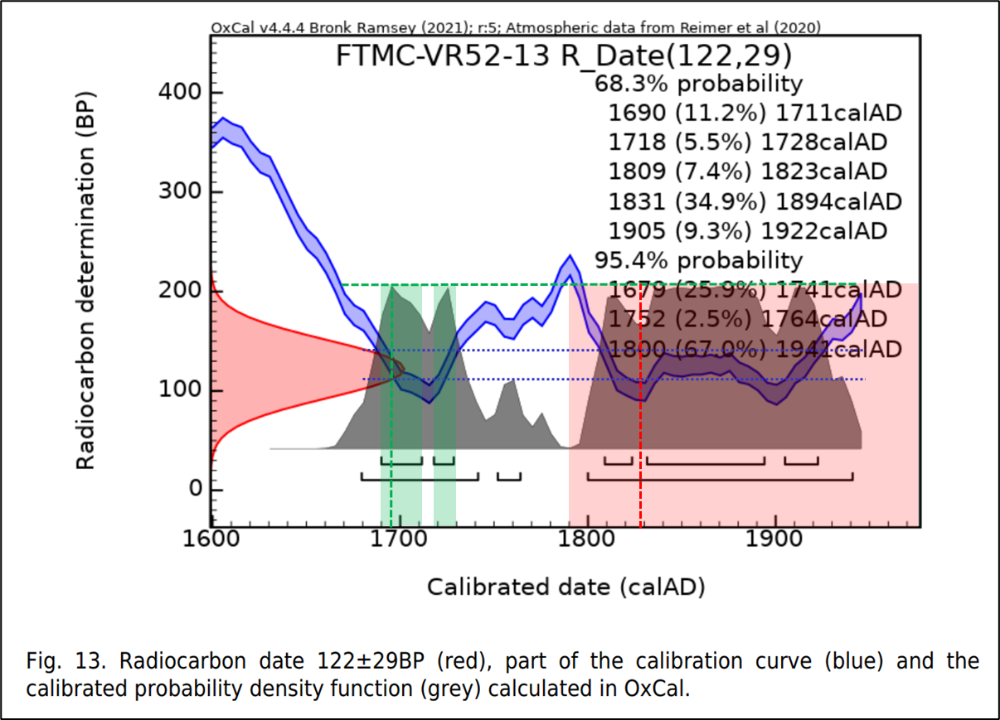 OxCal v4.4.4 Bronk Ramsey (2021); r:5; Atmospheric data from Reimer et al (2020)
FTMC-VR52-13 R_Date(122,29)
68.3% probability
1690 (11.2%) 1711calAD
1718 (5.5%) 1728calAD
1809 (7.4%) 1823calAD
1831 (34.9%) 1894calAD
1905 (9.3%) 1922calAD
95.4% probability
1679 (25.9%) 1741calAD
1752 (2.5%) 1764calAD
1800 (67.0%) 1941calAD
Radiocarbon determination (BP)
400
300
200
100
0
1600 1700 1800 1900
Calibrated date (calAD)
Fig. 13. Radiocarbon date 122±29BP (red), part of the calibration curve (blue) and the
calibrated probability density function (grey) calculated in OxCal.